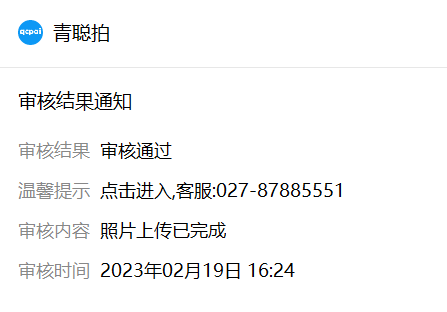 qcpai
青聪拍
审核结果通知
审核结果 审核通过
温馨提示 点击进入,客服:027-87885551
审核内容 照片上传已完成
审核时间 2023年02月19日 16:24